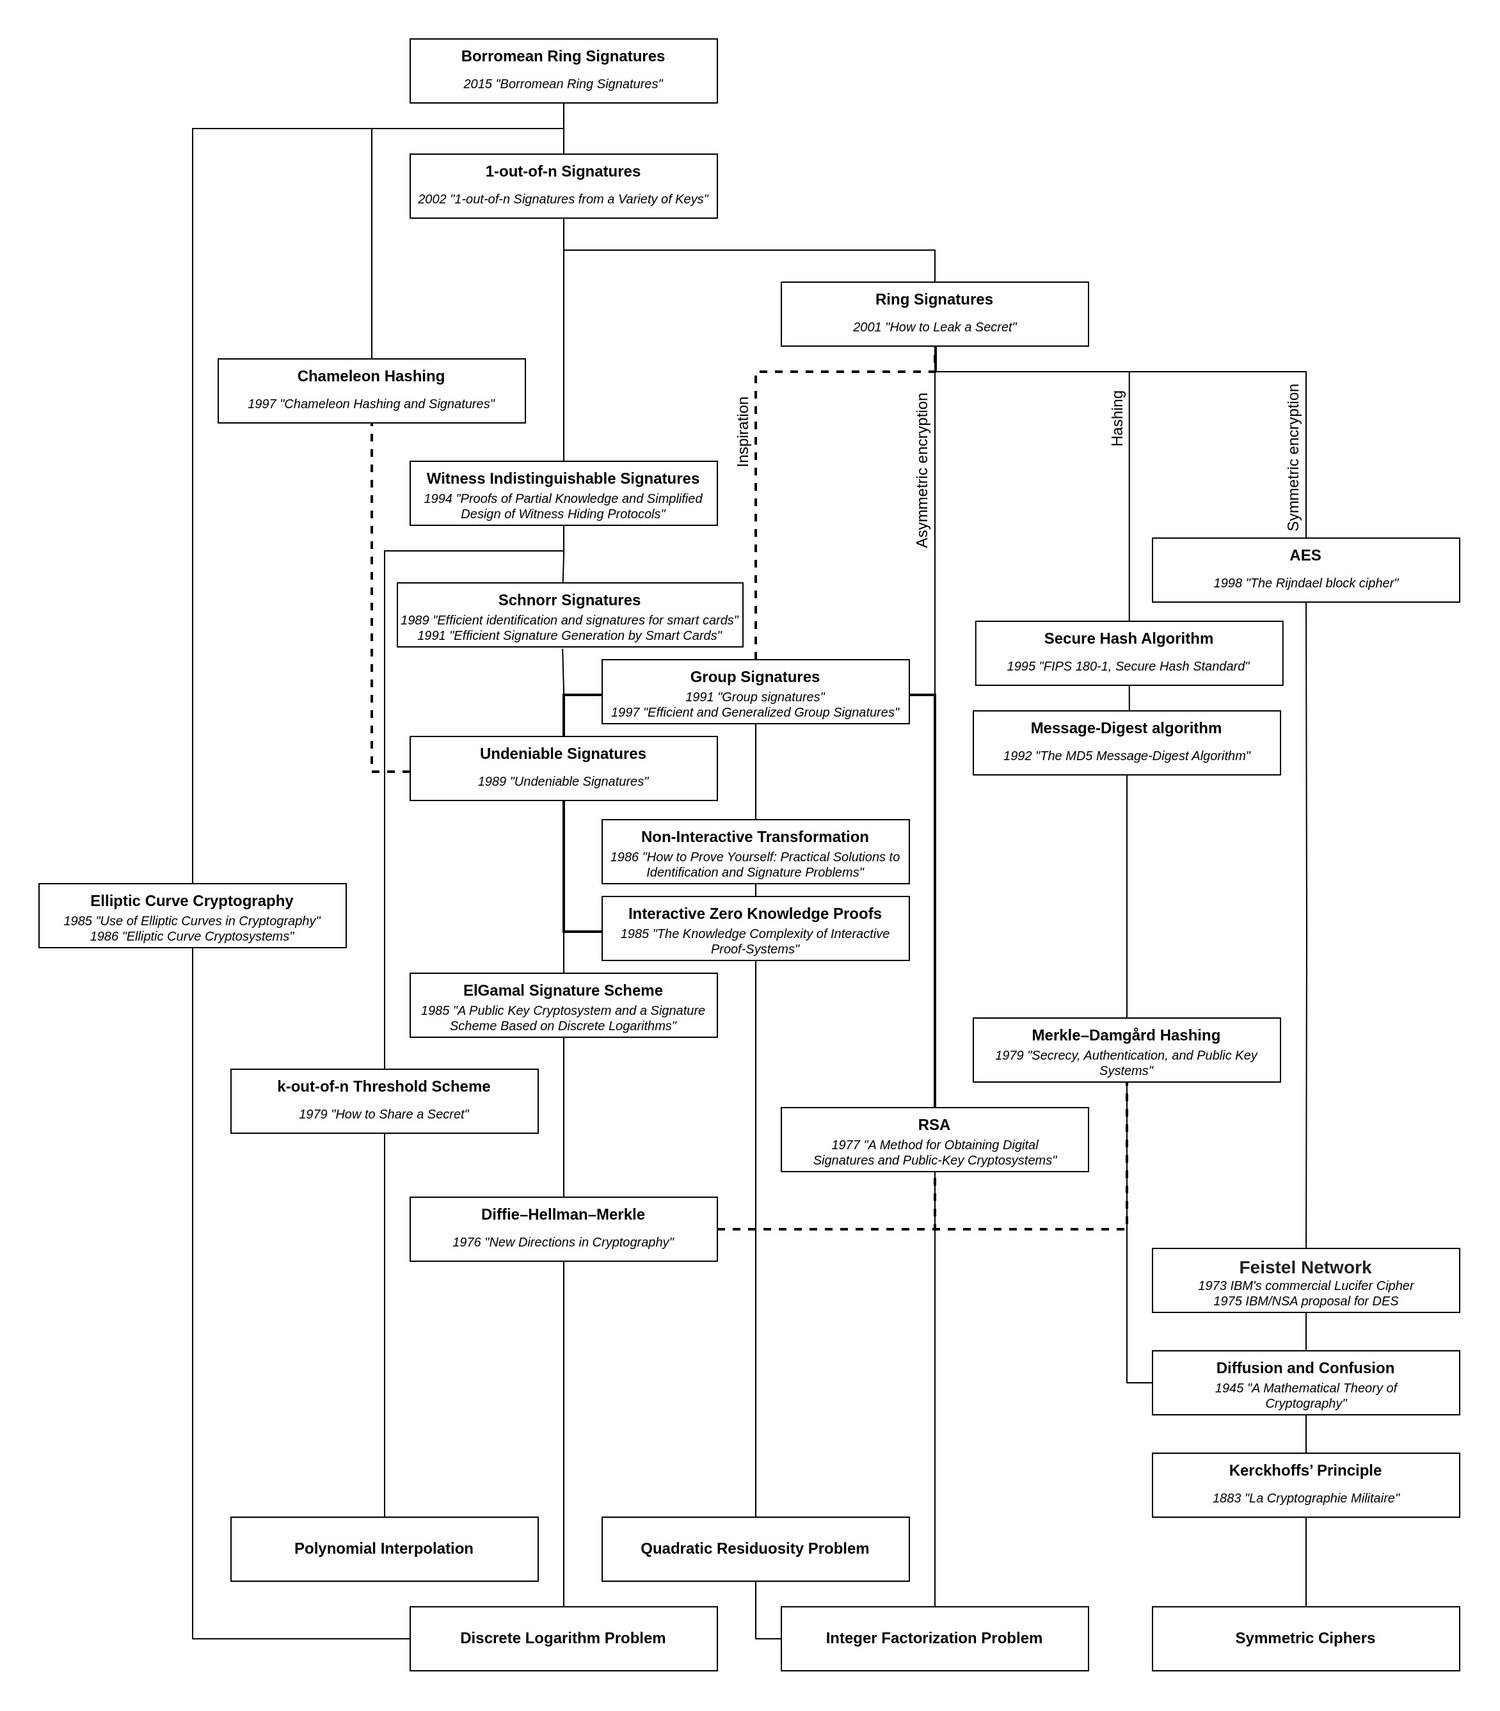 Borromean Ring Signatures
2015 "Borromean Ring Signatures"
1-out-of-n Signatures
2002 "1-out-of-n Signatures from a Variety of Keys"
Ring Signatures
2001 "How to Leak a Secret"
Chameleon Hashing
1997 "Chameleon Hashing and Signatures"
Inspiration
Asymmetric encryption
Hashing
Symmetric encryption
Witness Indistinguishable Signatures
1994 "Proofs of Partial Knowledge and Simplified
Design of Witness Hiding Protocols"
AES
1998 "The Rijndael block cipher"
Schnorr Signatures
1989 "Efficient identification and signatures for smart cards"
1991 "Efficient Signature Generation by Smart Cards"
Secure Hash Algorithm
1995 "FIPS 180-1, Secure Hash Standard"
Group Signatures
1991 "Group signatures"
1997 "Efficient and Generalized Group Signatures"
Message-Digest algorithm
1992 "The MD5 Message-Digest Algorithm"
Undeniable Signatures
1989 "Undeniable Signatures"
Non-Interactive Transformation
1986 "How to Prove Yourself: Practical Solutions to
Identification and Signature Problems"
Elliptic Curve Cryptography
1985 "Use of Elliptic Curves in Cryptography"
1986 "Elliptic Curve Cryptosystems"
Interactive Zero Knowledge Proofs
1985 "The Knowledge Complexity of Interactive
Proof-Systems"
ElGamal Signature Scheme
1985 "A Public Key Cryptosystem and a Signature
Scheme Based on Discrete Logarithms"
Merkle–Damgård Hashing
1979 "Secrecy, Authentication, and Public Key
Systems"
k-out-of-n Threshold Scheme
1979 "How to Share a Secret"
RSA
1977 "A Method for Obtaining Digital
Signatures and Public-Key Cryptosystems"
Diffie–Hellman–Merkle
1976 "New Directions in Cryptography"
Feistel Network
1973 IBM's commercial Lucifer Cipher
1975 IBM/NSA proposal for DES
Diffusion and Confusion
1945 "A Mathematical Theory of
Cryptography"
Kerckhoffs’ Principle
1883 "La Cryptographie Militaire"
Polynomial Interpolation
Quadratic Residuosity Problem
Discrete Logarithm Problem
Integer Factorization Problem
Symmetric Ciphers